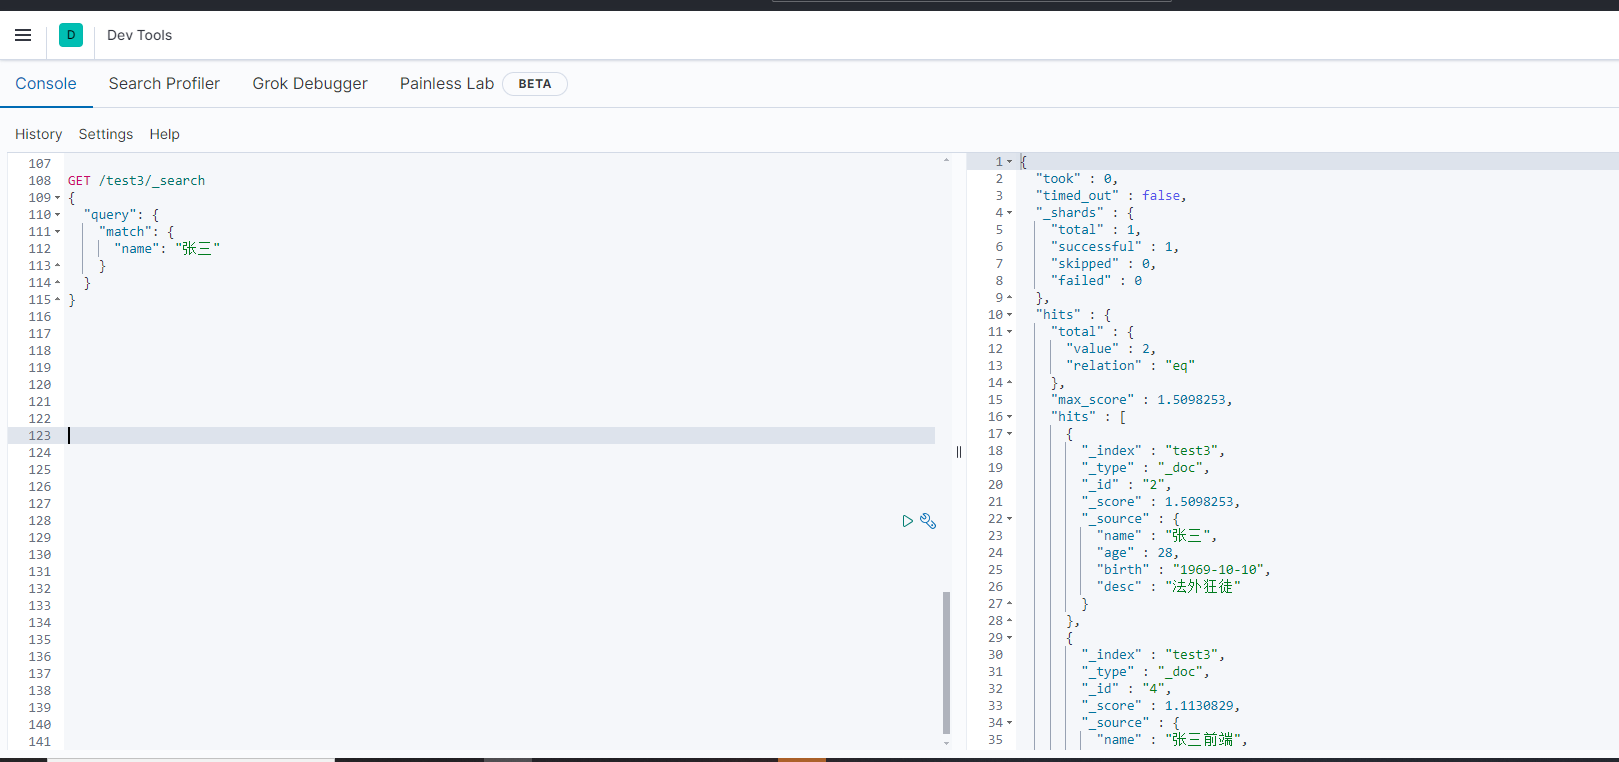 D Dev Tools
Console Search Profiler Grok Debugger Painless Lab BETA
History Settings Help
107
108 GET /test3/_search
109 {
110 "query": {
111 "match": {
112 "name": "张三"
113 }
114 }
115 }
116
117
118
119
120
121
122
123
124
125
126
127
128
129
130
131
132
133
134
135
136
137
138
139
140
141
1 {
2 "took" : 0,
3 "timed_out" : false,
4 "_shards" : {
5 "total" : 1,
6 "successful" : 1,
7 "skipped" : 0,
8 "failed" : 0
9 },
10 "hits" : {
11 "total" : {
12 "value" : 2,
13 "relation" : "eq"
14 },
15 "max_score" : 1.5098253,
16 "hits" : [
17 {
18 "_index" : "test3",
19 "_type" : "_doc",
20 "_id" : "2",
21 "_score" : 1.5098253,
22 "_source" : {
23 "name" : "张三",
24 "age" : 28,
25 "birth" : "1969-10-10",
26 "desc" : "法外狂徒"
27 }
28 },
29 {
30 "_index" : "test3",
31 "_type" : "_doc",
32 "_id" : "4",
33 "_score" : 1.1130829,
34 "_source" : {
35 "name" : "张三前端",